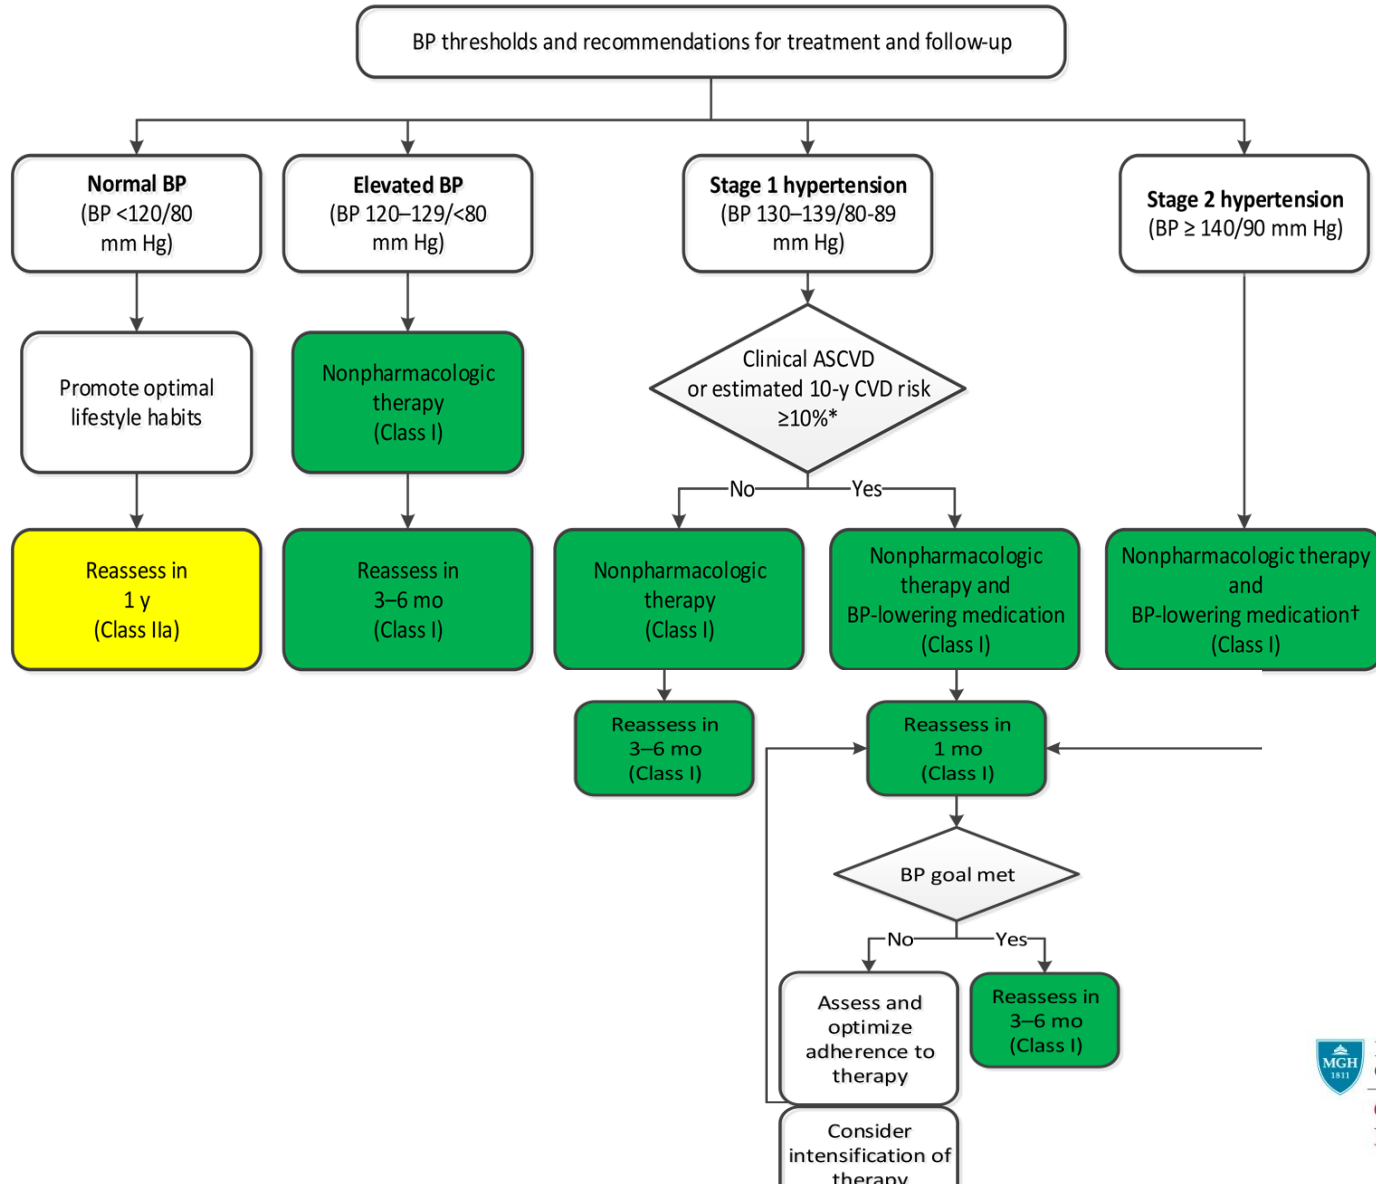 BP thresholds and recommendations for treatment and follow-up
Normal BP
(BP <120/80
mm Hg)
Elevated BP
(BP 120–129/<80
mm Hg)
Stage 1 hypertension
(BP 130–139/80-89
mm Hg)
Stage 2 hypertension
(BP ≥ 140/90 mm Hg)
Promote optimal
lifestyle habits
Nonpharmacologic
therapy
(Class I)
Clinical ASCVD
or estimated 10-y CVD risk
≥10%*
No
Yes
Reassess in
1 y
(Class IIa)
Reassess in
3–6 mo
(Class I)
Nonpharmacologic
therapy
(Class I)
Nonpharmacologic
therapy and
BP-lowering medication
(Class I)
Nonpharmacologic therapy
and
BP-lowering medication†
(Class I)
Reassess in
3–6 mo
(Class I)
Reassess in
1 mo
(Class I)
BP goal met
No
Yes
Assess and
optimize
adherence to
therapy
Reassess in
3–6 mo
(Class I)
Consider
intensification of
therapy
MGH
1811